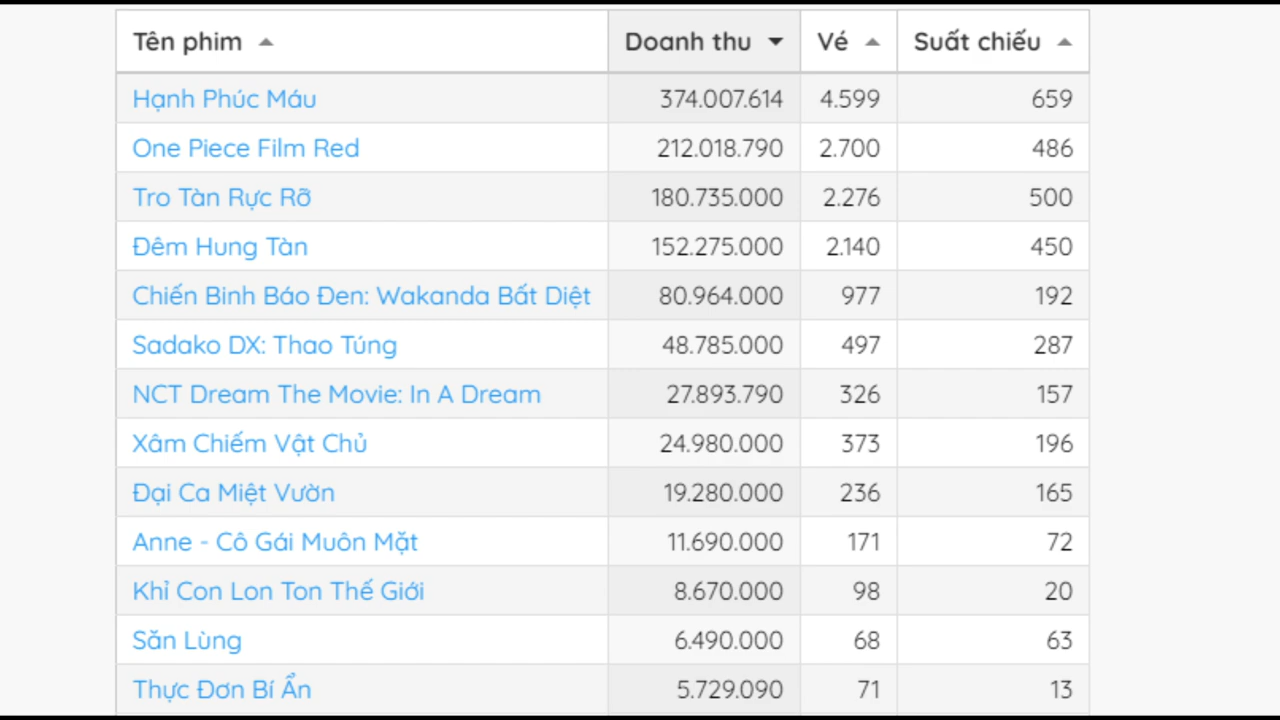 Tên phim Doanh thu Vé Suất chiếu
Hạnh Phúc Máu 374.007.614 4.599 659
One Piece Film Red 212.018.790 2.700 486
Tro Tàn Rực Rỡ 180.735.000 2.276 500
Đêm Hung Tàn 152.275.000 2.140 450
Chiến Binh Báo Đen: Wakanda Bất Diệt 80.964.000 977 192
Sadako DX: Thao Túng 48.785.000 497 287
NCT Dream The Movie: In A Dream 27.893.790 326 157
Xâm Chiếm Vật Chủ 24.980.000 373 196
Đại Ca Miệt Vườn 19.280.000 236 165
Anne - Cô Gái Muôn Mặt 11.690.000 171 72
Khỉ Con Lon Ton Thế Giới 8.670.000 98 20
Săn Lùng 6.490.000 68 63
Thực Đơn Bí Ẩn 5.729.090 71 13